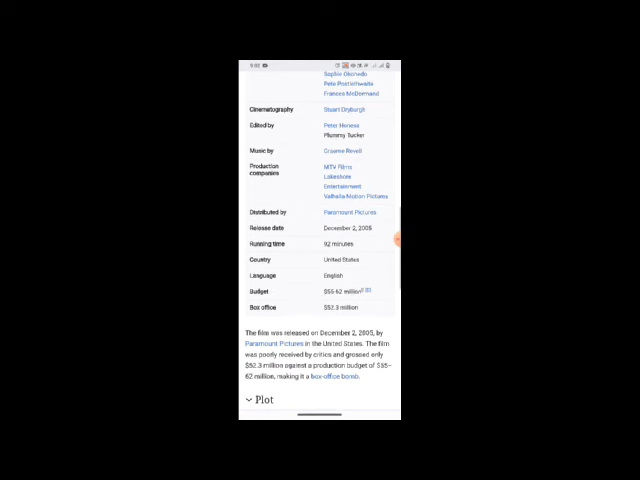 9:02
Sophie Okonedo
Pete Postlethwaite
Frances McDormand
Cinematography Stuart Dryburgh
Edited by Peter Honess
Plummy Tucker
Music by Graeme Revell
Production companies MTV Films
Lakeshore
Entertainment
Valhalla Motion Pictures
Distributed by Paramount Pictures
Release date December 2, 2005
Running time 92 minutes
Country United States
Language English
Budget $55-62 million
Box office $52.3 million
The film was released on December 2, 2005, by
Paramount Pictures in the United States. The film
was poorly received by critics and grossed only
$52.3 million against a production budget of $55–
62 million, making it a box-office bomb.
Plot